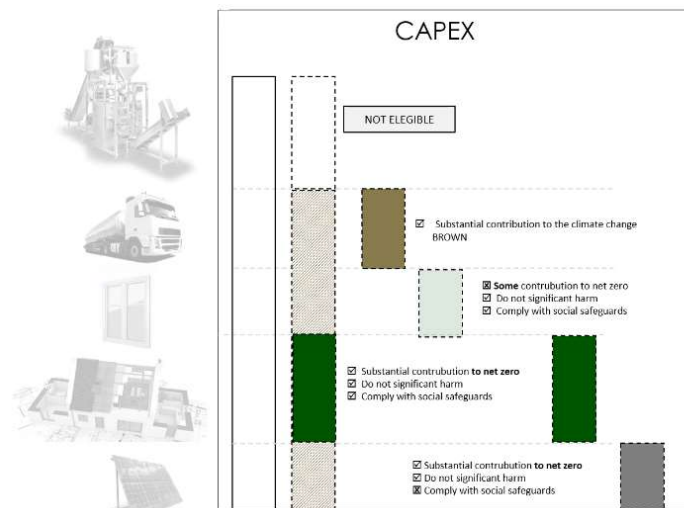 CAPEX
NOT ELEGIBLE
☑ Substantial contribution to the climate change
BROWN
☒ Some contrubution to net zero
☑ Do not significant harm
☑ Comply with social safeguards
☑ Substantial contrubution to net zero
☑ Do not significant harm
☑ Comply with social safeguards
☑ Substantial contrubution to net zero
☑ Do not significant harm
☒ Comply with social safeguards